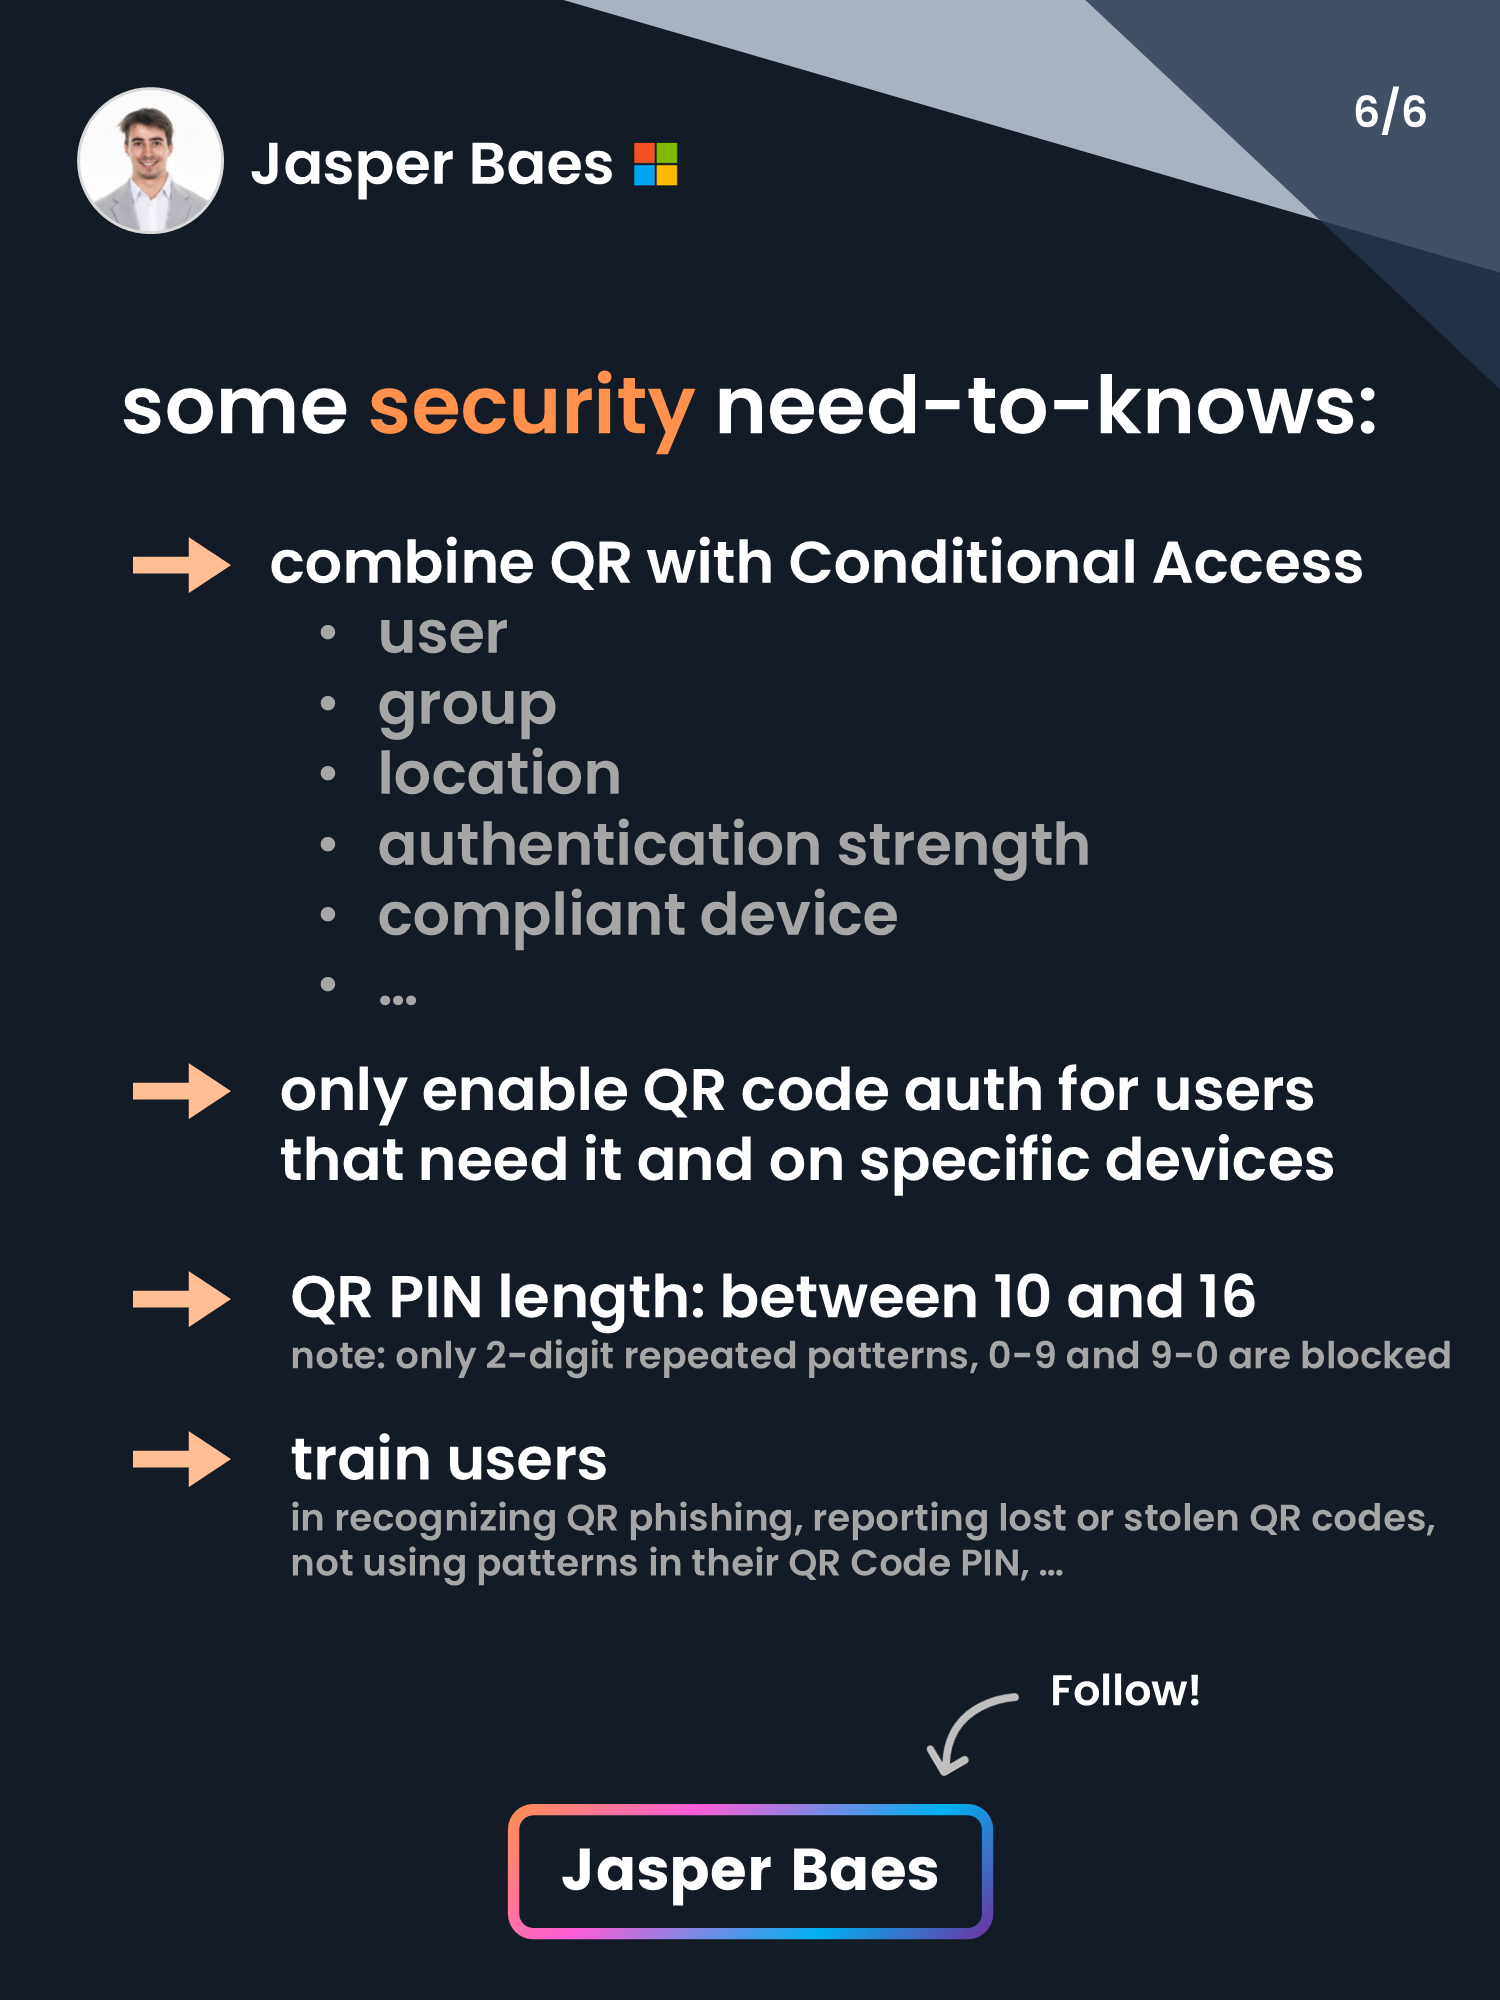 Jasper Baes
6/6
some security need-to-knows:
combine QR with Conditional Access
• user
• group
• location
• authentication strength
• compliant device
• ...
only enable QR code auth for users
that need it and on specific devices
QR PIN length: between 10 and 16
note: only 2-digit repeated patterns, 0-9 and 9-0 are blocked
train users
in recognizing QR phishing, reporting lost or stolen QR codes,
not using patterns in their QR Code PIN, ...
Follow!
Jasper Baes